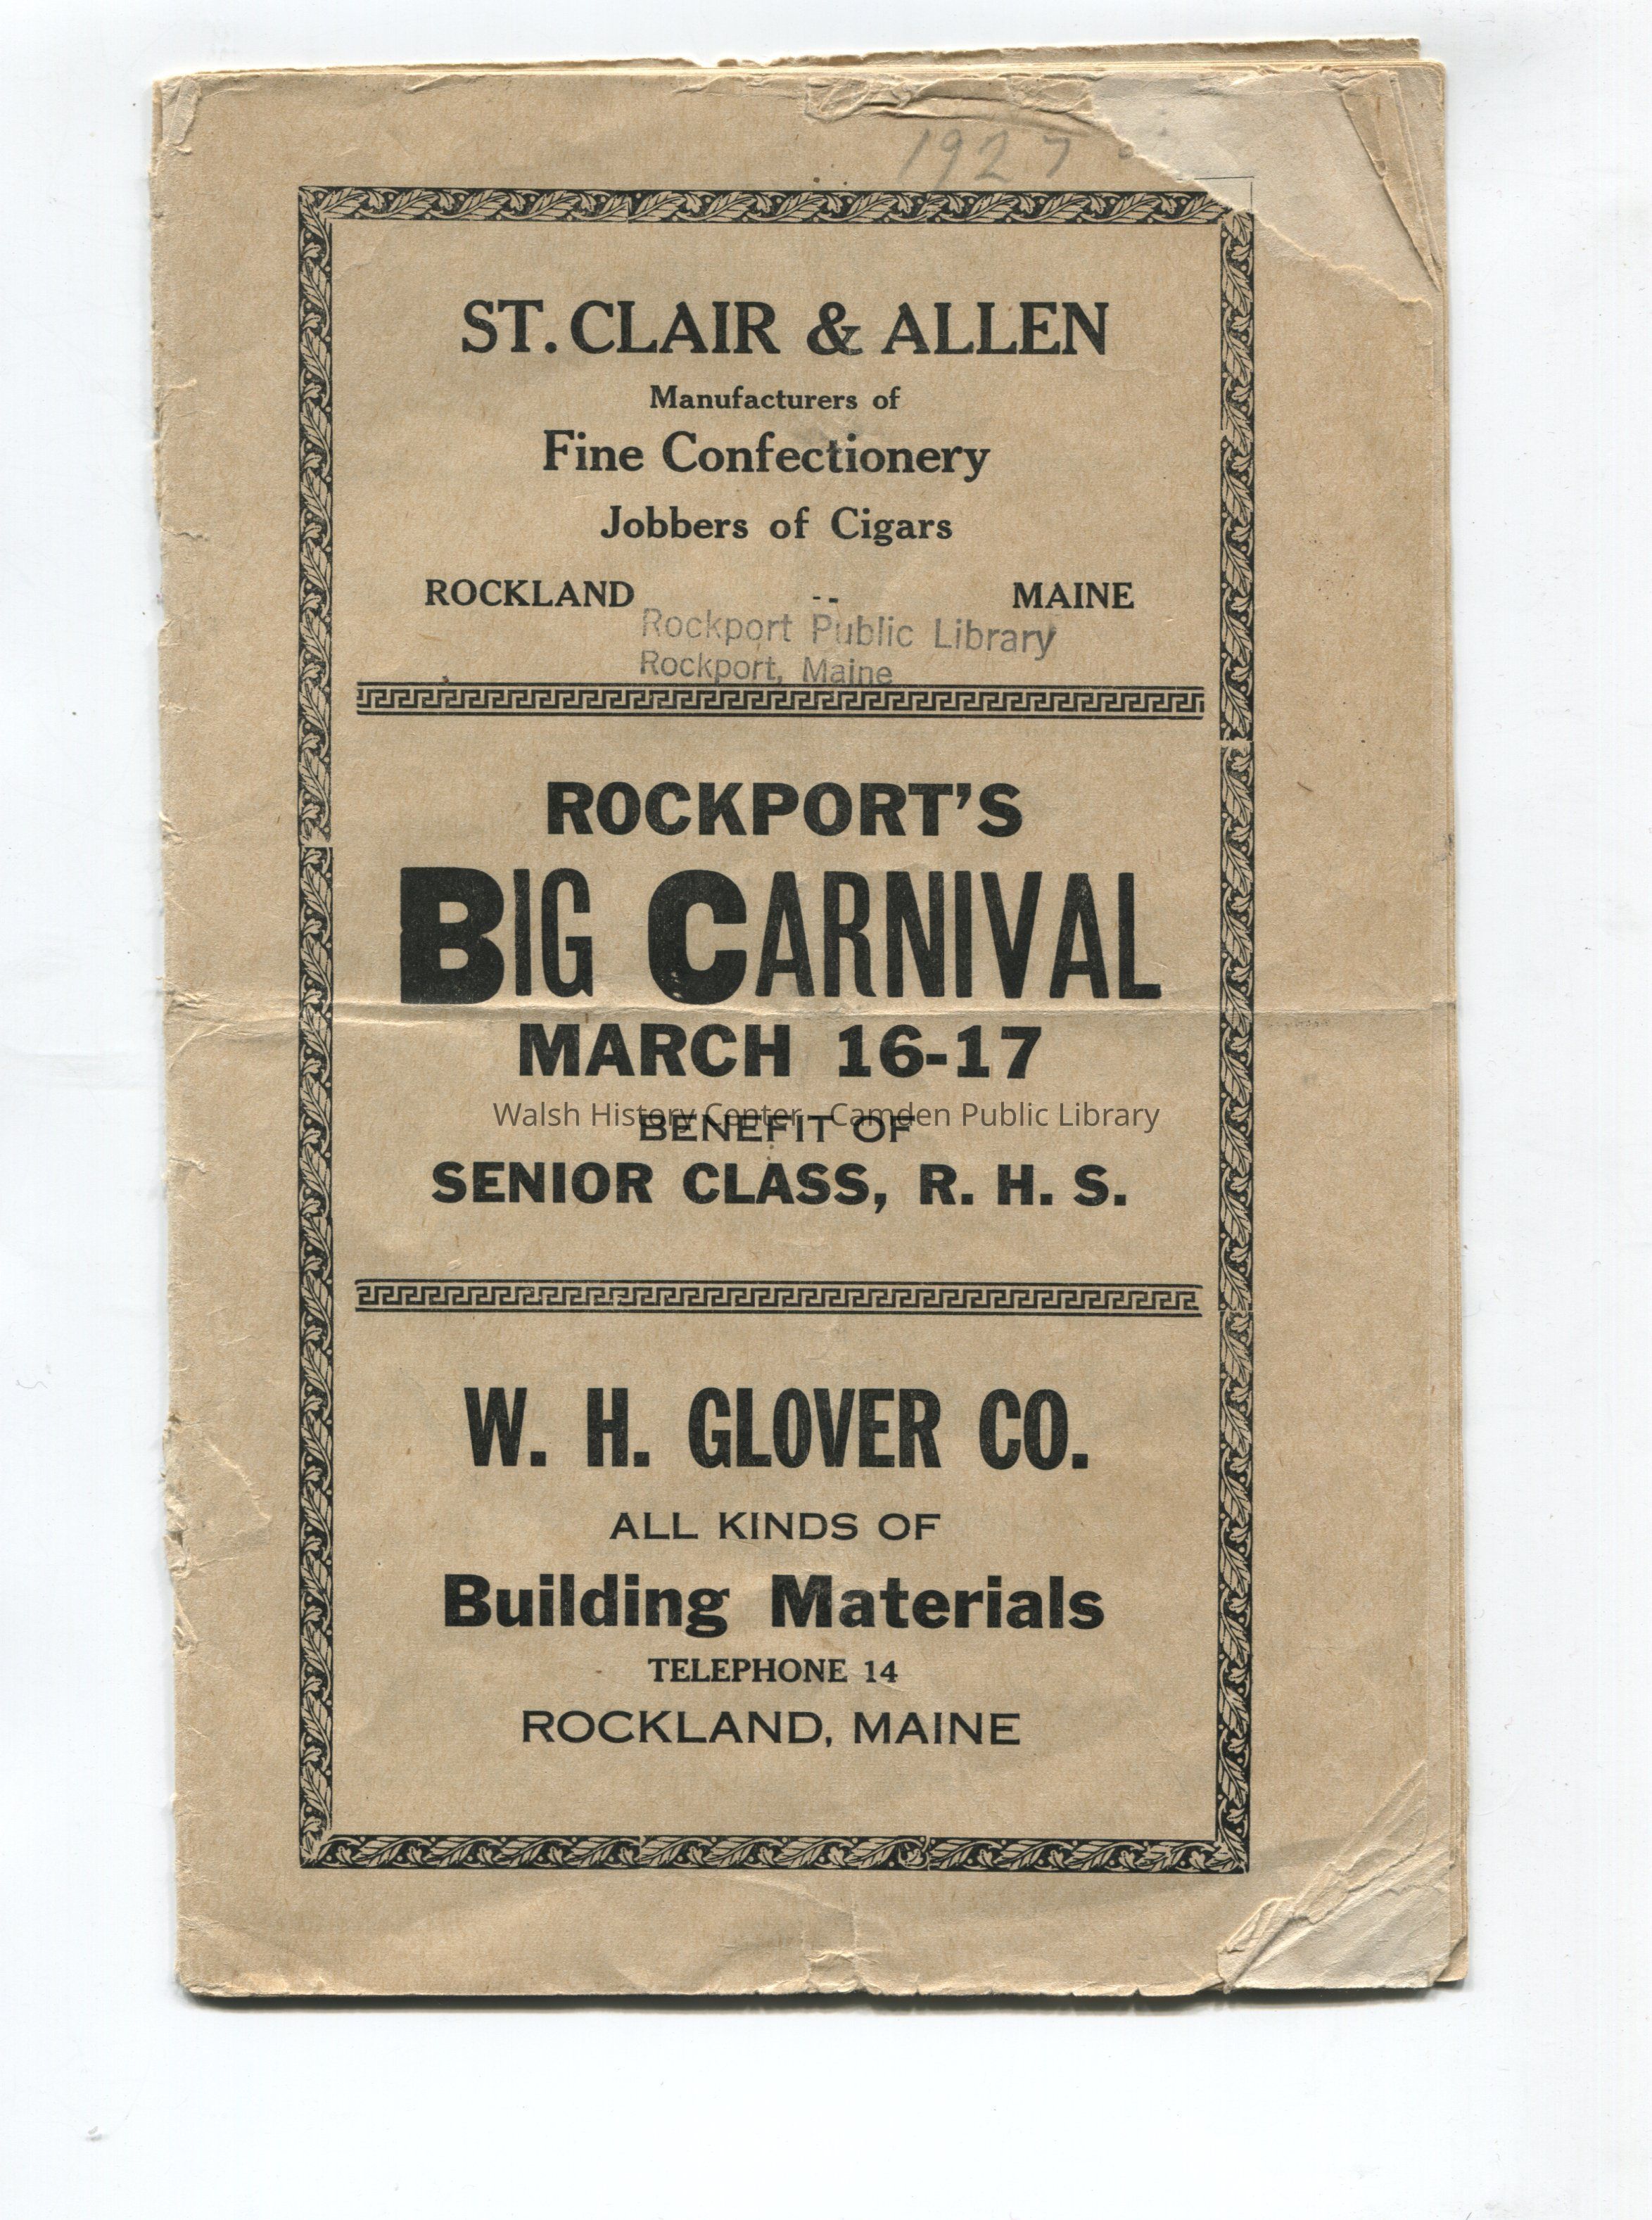 1927
ST. CLAIR & ALLEN
Manufacturers of
Fine Confectionery
Jobbers of Cigars
ROCKLAND -- MAINE
Rockport Public Library
Rockport, Maine
ROCKPORT'S
BIG CARNIVAL
MARCH 16-17
Walsh History Center - Camden Public Library
BENEFIT OF
SENIOR CLASS, R. H. S.
W. H. GLOVER CO.
ALL KINDS OF
Building Materials
TELEPHONE 14
ROCKLAND, MAINE